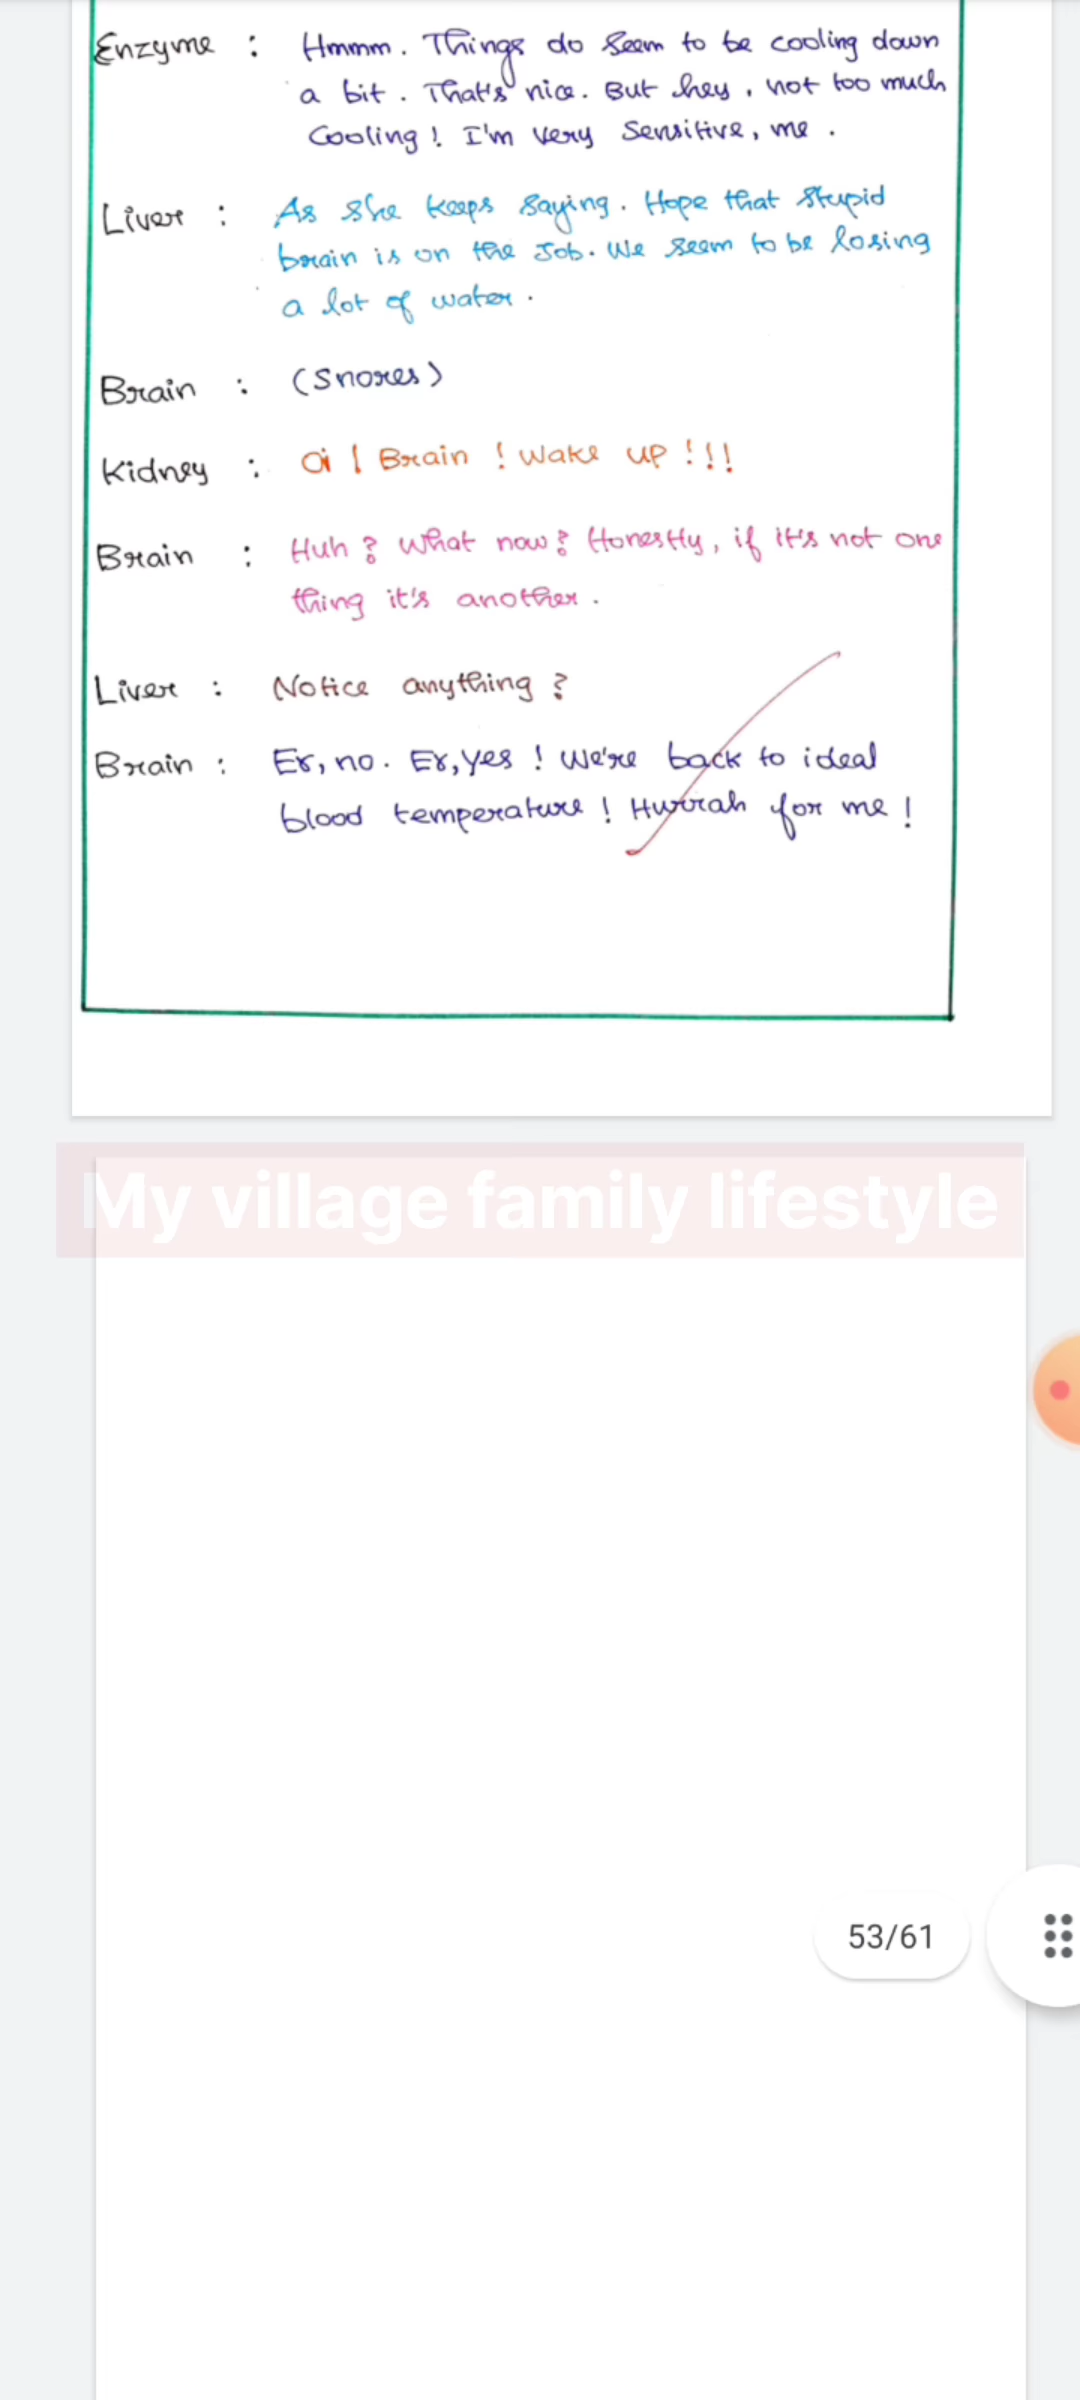 Enzyme : Hmmm. Things do seem to be cooling down
a bit. That's nice. But hey, not too much
Cooling! I'm very sensitive, me.
Liver : As she keeps saying. Hope that stupid
brain is on the Job. We seem to be losing
a lot of water.
Brain : (Snores)
Kidney : Oi! Brain! Wake up!!!
Brain : Huh? What now? Honestly, if it's not one
thing it's another.
Liver : Notice anything?
Brain : Er, no. Er, yes! We're back to ideal
blood temperature! Hurrah for me!
My village family lifestyle
53/61